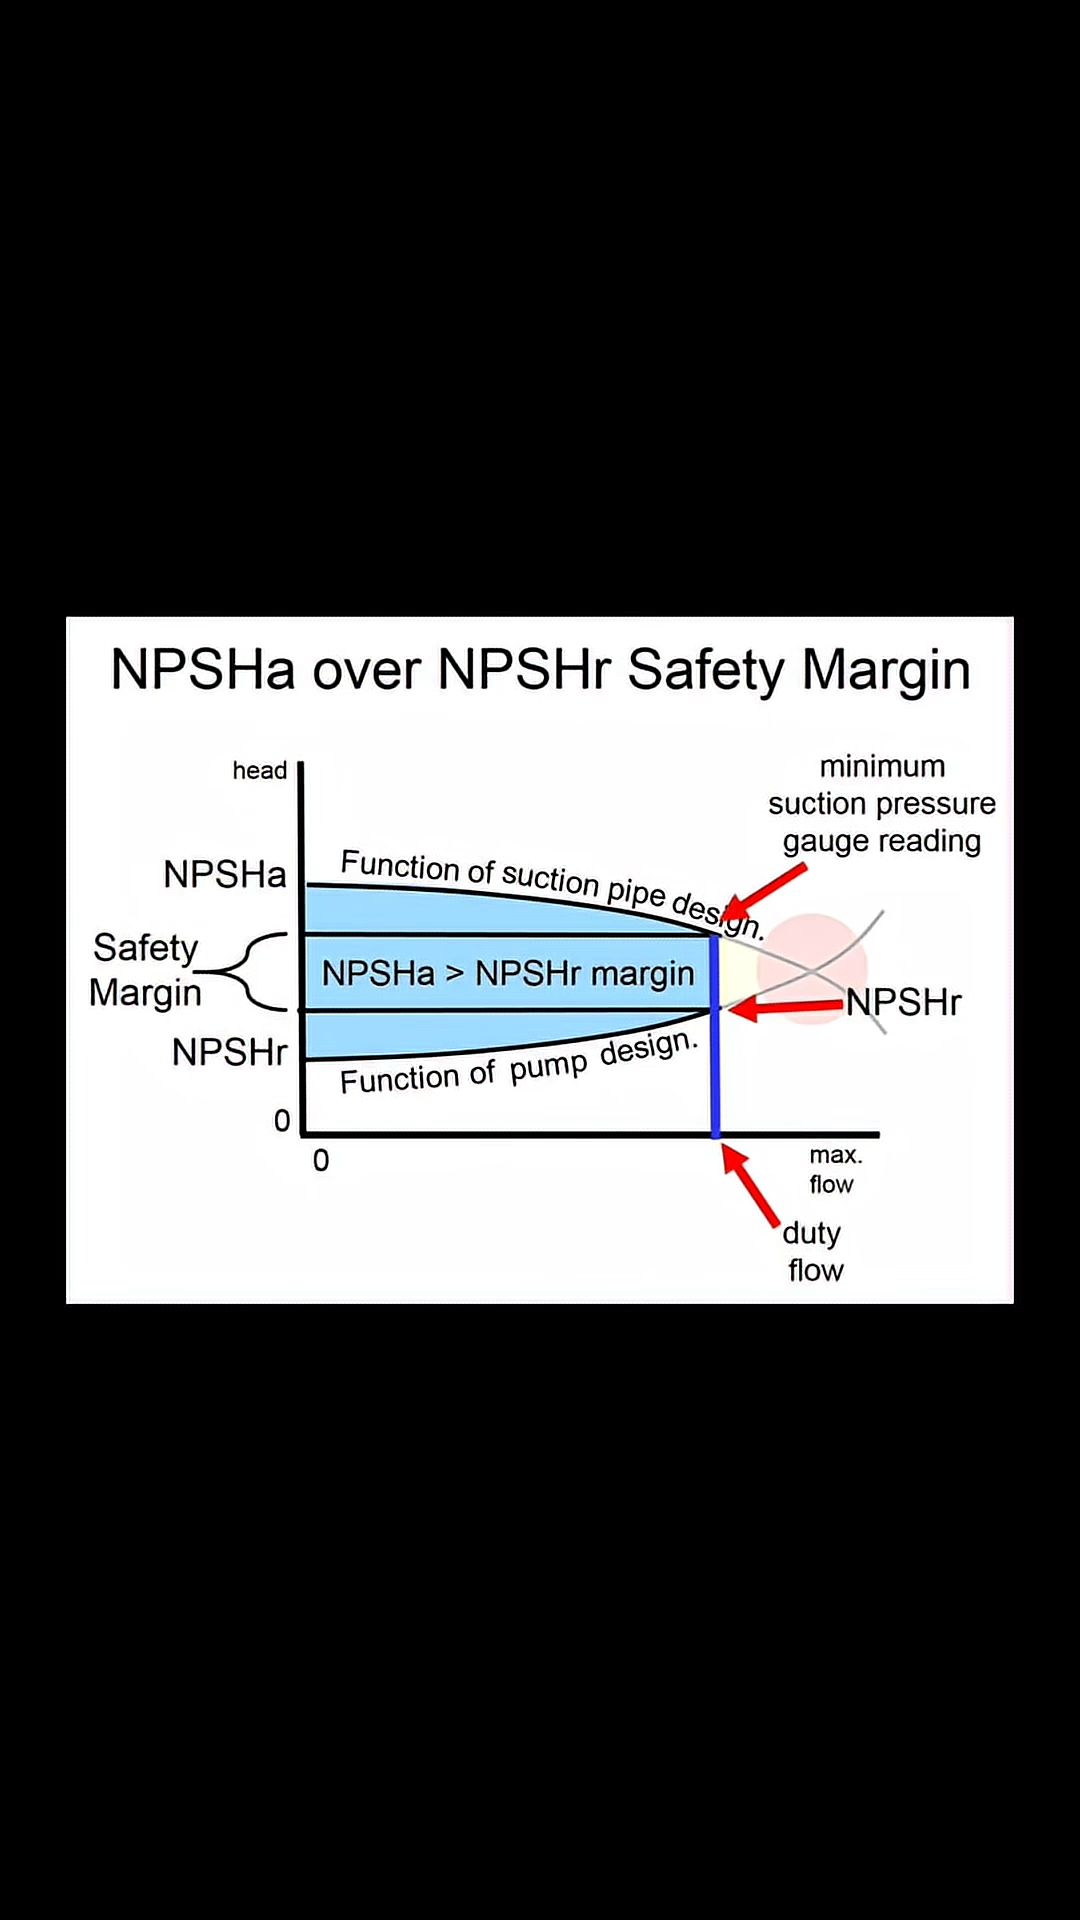 NPSHa over NPSHr Safety Margin
head
minimum
suction pressure
gauge reading
NPSHa
Function of suction pipe design.
Safety
Margin
NPSHa > NPSHr margin
NPSHr
NPSHr
Function of pump design.
0
0
max.
flow
duty
flow